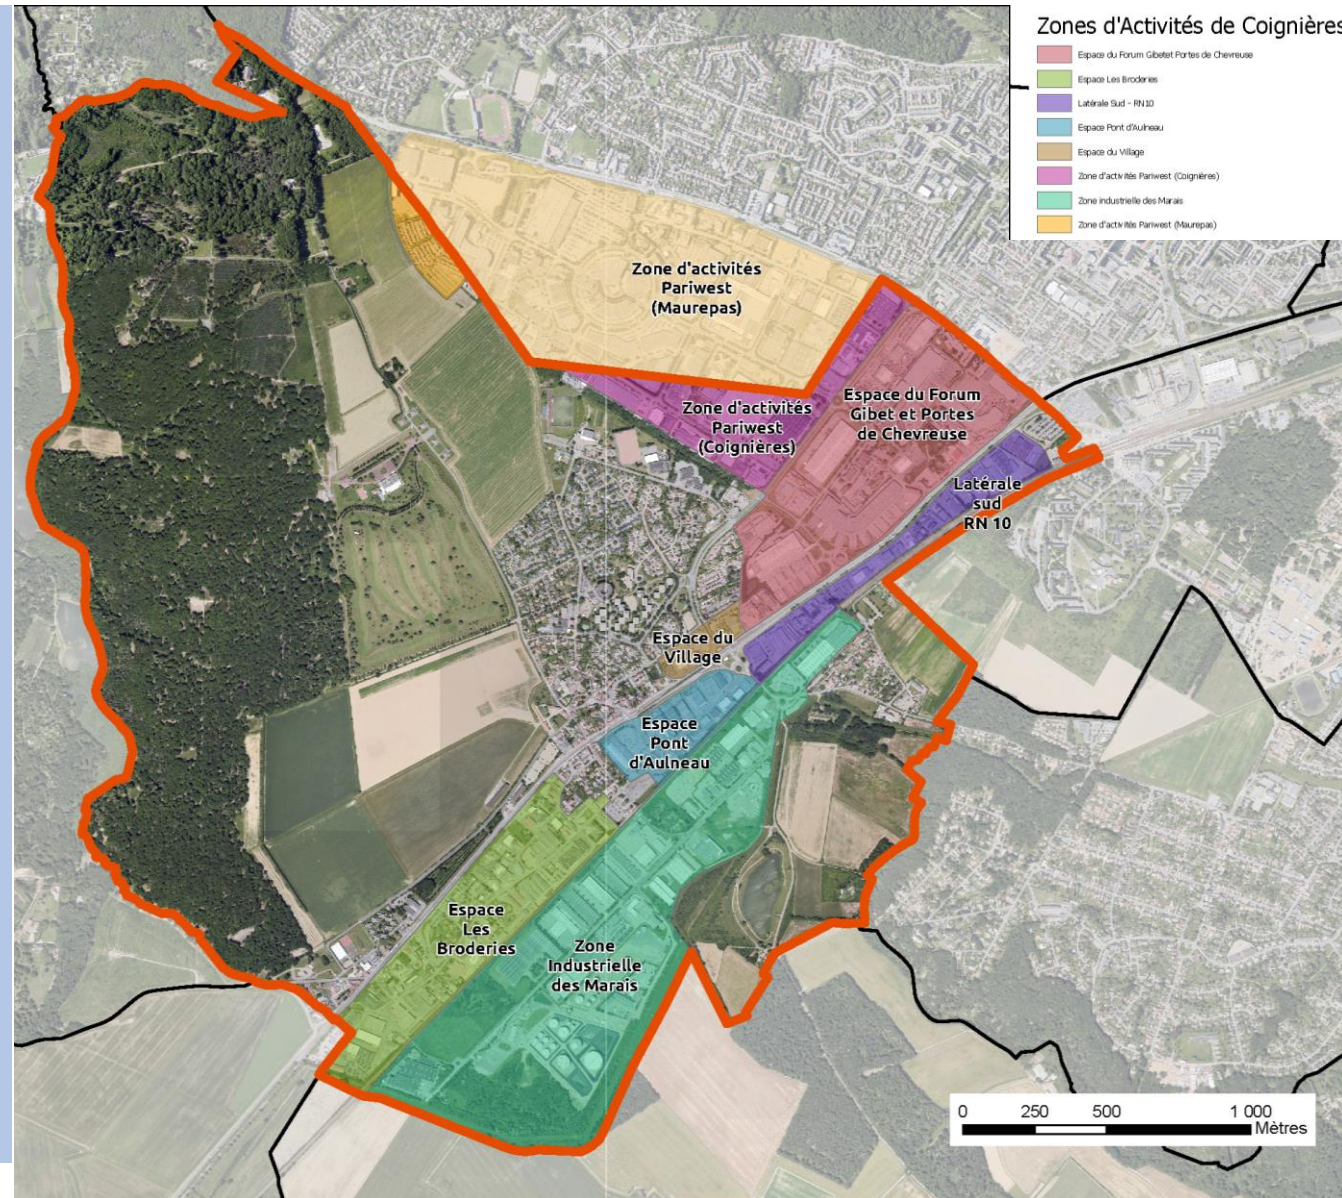 Zones d'Activités de Coignières
Espace du Forum Gibetet Portes de Chevreuse
Espace Les Broderies
Latérale Sud - RN10
Espace Pont d'Aulneau
Espace du Village
Zone d'activités Pariwest (Coignières)
Zone industrielle des Marais
Zone d'activités Pariwest (Maurepas)
Zone d'activités
Pariwest
(Maurepas)
Espace du Forum
Gibet et Portes
de Chevreuse
Zone d'activités
Pariwest
(Coignières)
Latérale
sud
RN 10
Espace du
Village
Espace
Pont
d'Aulneau
Espace
Les
Broderies
Zone
Industrielle
des Marais
0 250 500 1 000
Mètres